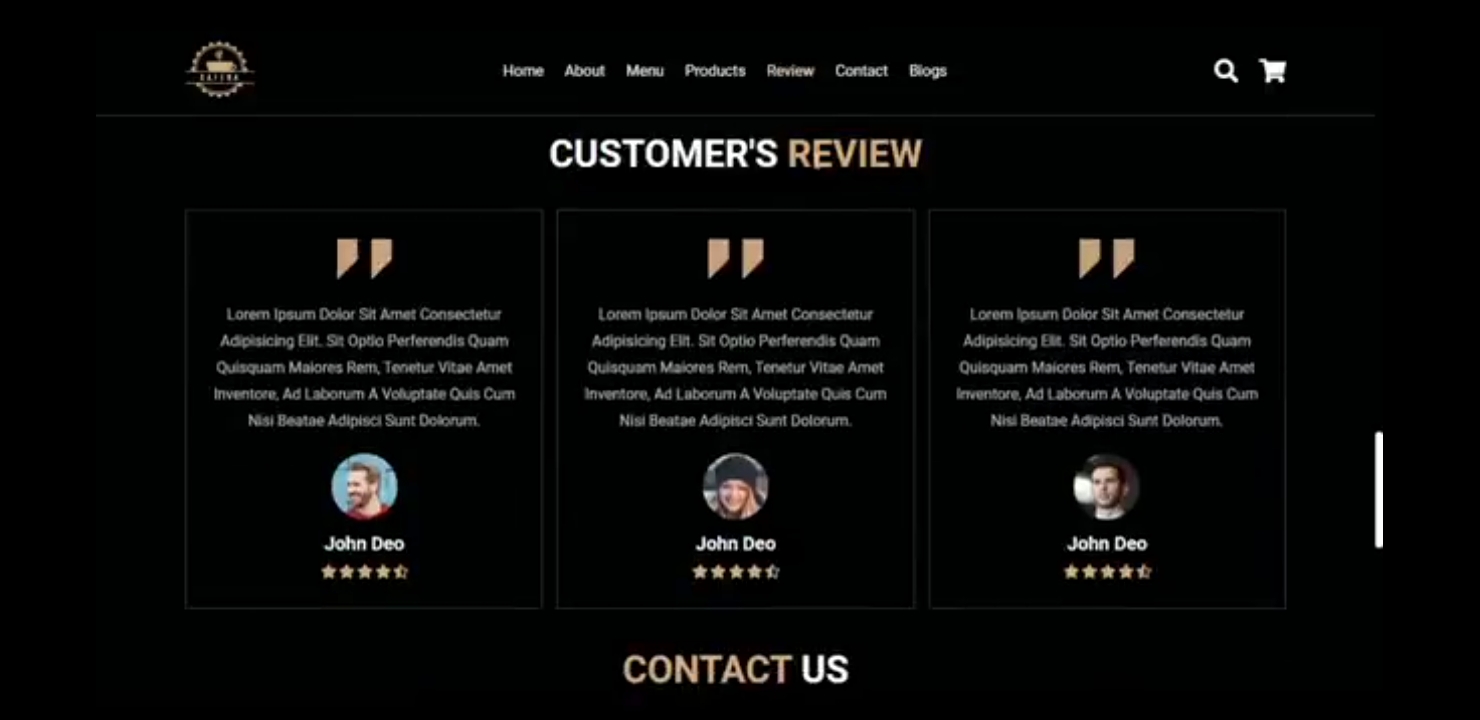 Home About Menu Products Review Contact Blogs
CUSTOMER'S REVIEW
Lorem Ipsum Dolor Sit Amet Consectetur
Adipisicing Elit. Sit Optio Perferendis Quam
Quisquam Maiores Rem, Tenetur Vitae Amet
Inventore, Ad Laborum A Voluptate Quis Cum
Nisi Beatae Adipisci Sunt Dolorum.
John Deo
Lorem Ipsum Dolor Sit Amet Consectetur
Adipisicing Elit. Sit Optio Perferendis Quam
Quisquam Maiores Rem, Tenetur Vitae Amet
Inventore, Ad Laborum A Voluptate Quis Cum
Nisi Beatae Adipisci Sunt Dolorum.
John Deo
Lorem Ipsum Dolor Sit Amet Consectetur
Adipisicing Elit. Sit Optio Perferendis Quam
Quisquam Maiores Rem, Tenetur Vitae Amet
Inventore, Ad Laborum A Voluptate Quis Cum
Nisi Beatae Adipisci Sunt Dolorum.
John Deo
CONTACT US